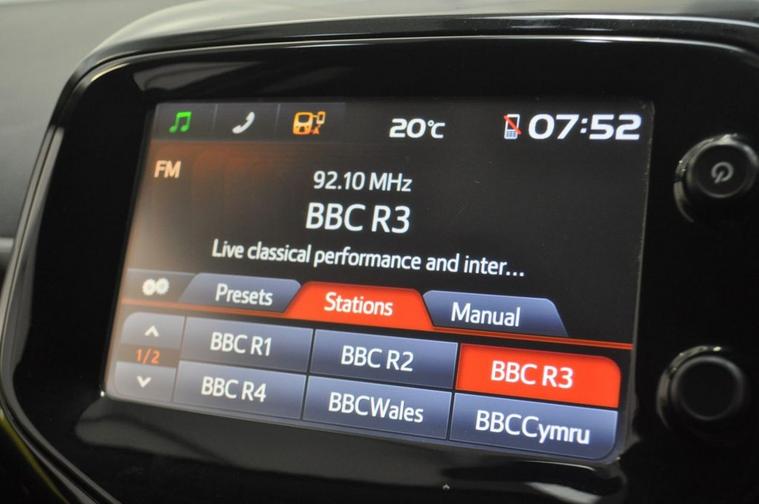 20°C 07:52
FM
92.10 MHz
BBC R3
Live classical performance and inter...
Presets Stations Manual
1/2
BBC R1 BBC R2 BBC R3
BBC R4 BBCWales BBCCymru